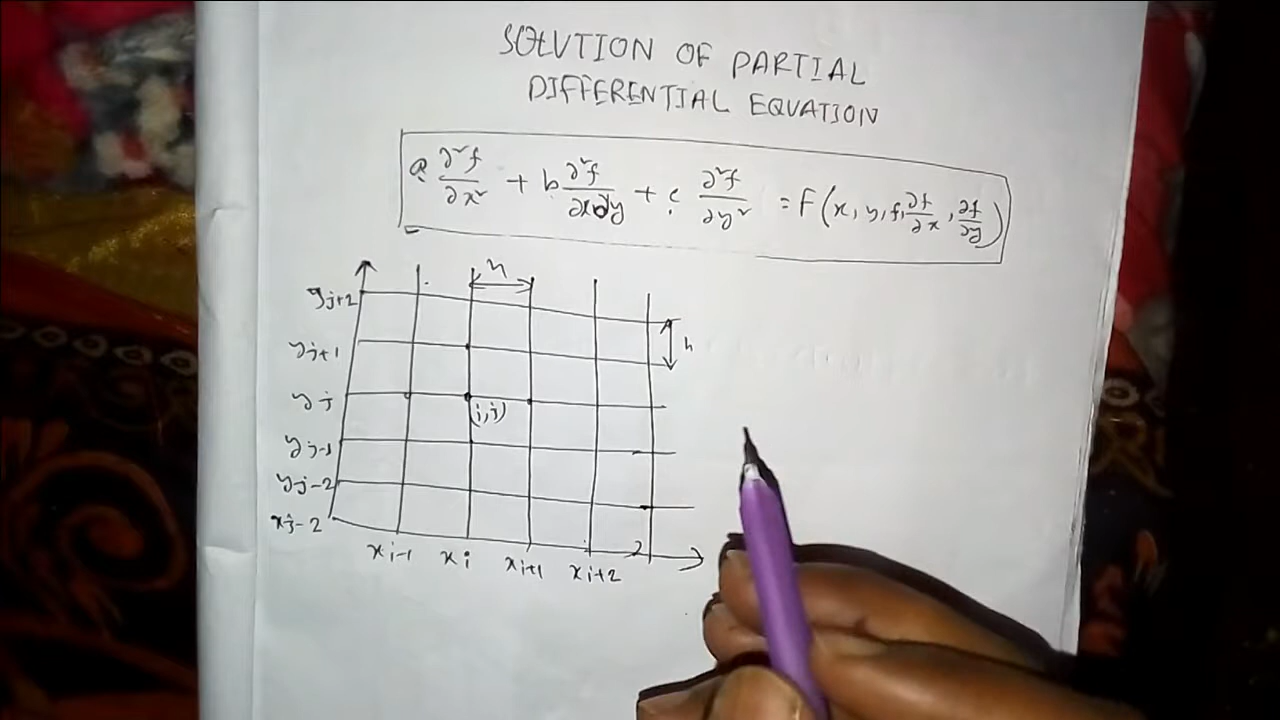 SOLUTION OF PARTIAL
DIFFERENTIAL EQUATION
a ∂²f/∂x² + b ∂²f/∂x∂y + c ∂²f/∂y² = F(x, y, f, ∂f/∂x, ∂f/∂y)
h
yj+2
h
yj+1
yj
(i,j)
yj-1
yj-2
xi-2
xi-1 xi xi+1 xi+2